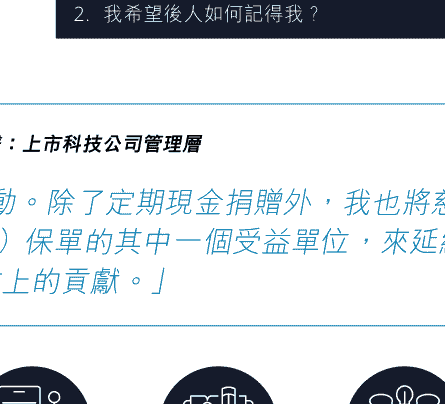 2. 我希望後人如何記得我？
：上市科技公司管理層
動。除了定期現金捐贈外，我也將
）保單的其中一個受益單位，來延
上的貢獻。」